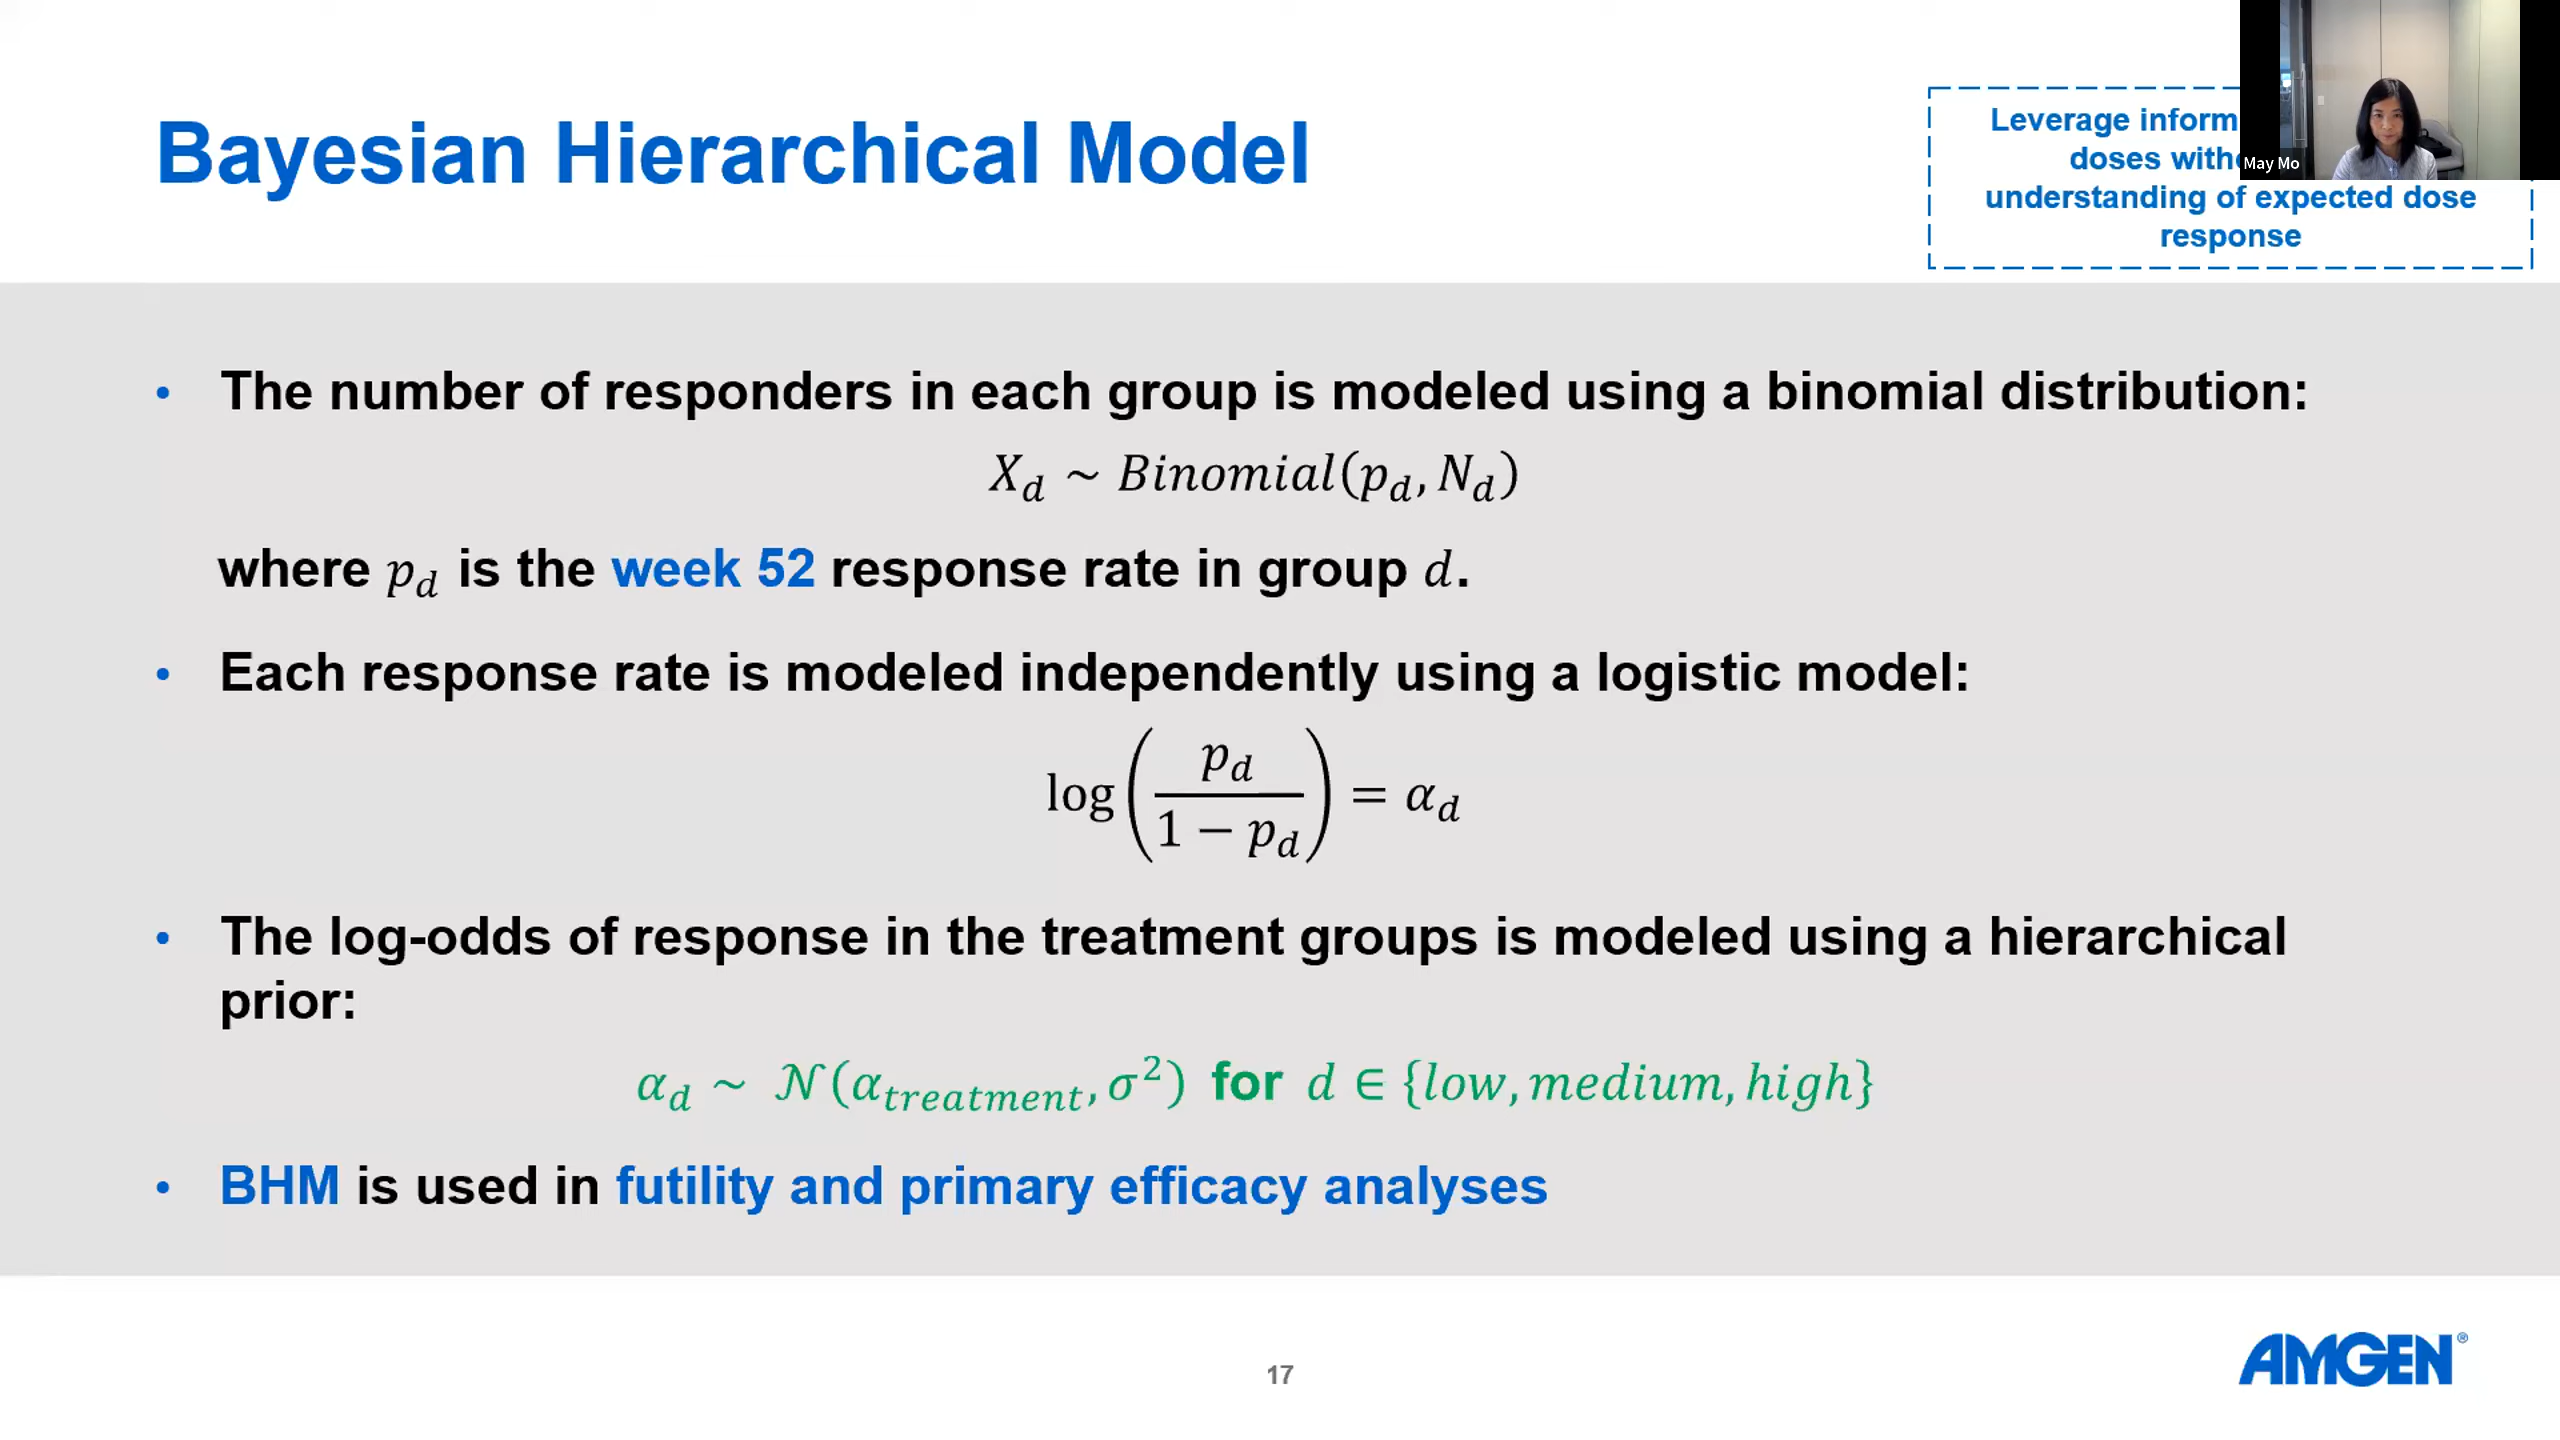 Bayesian Hierarchical Model
Leverage
doses
understanding of expected dose
response
May Mo
• The number of responders in each group is modeled using a binomial distribution:
X_d ~ Binomial(p_d, N_d)
where p_d is the week 52 response rate in group d.
• Each response rate is modeled independently using a logistic model:
log(p_d / (1 − p_d)) = α_d
• The log-odds of response in the treatment groups is modeled using a hierarchical
prior:
α_d ~ 𝒩(α_treatment, σ²) for d ∈ {low, medium, high}
• BHM is used in futility and primary efficacy analyses
17
AMGEN®